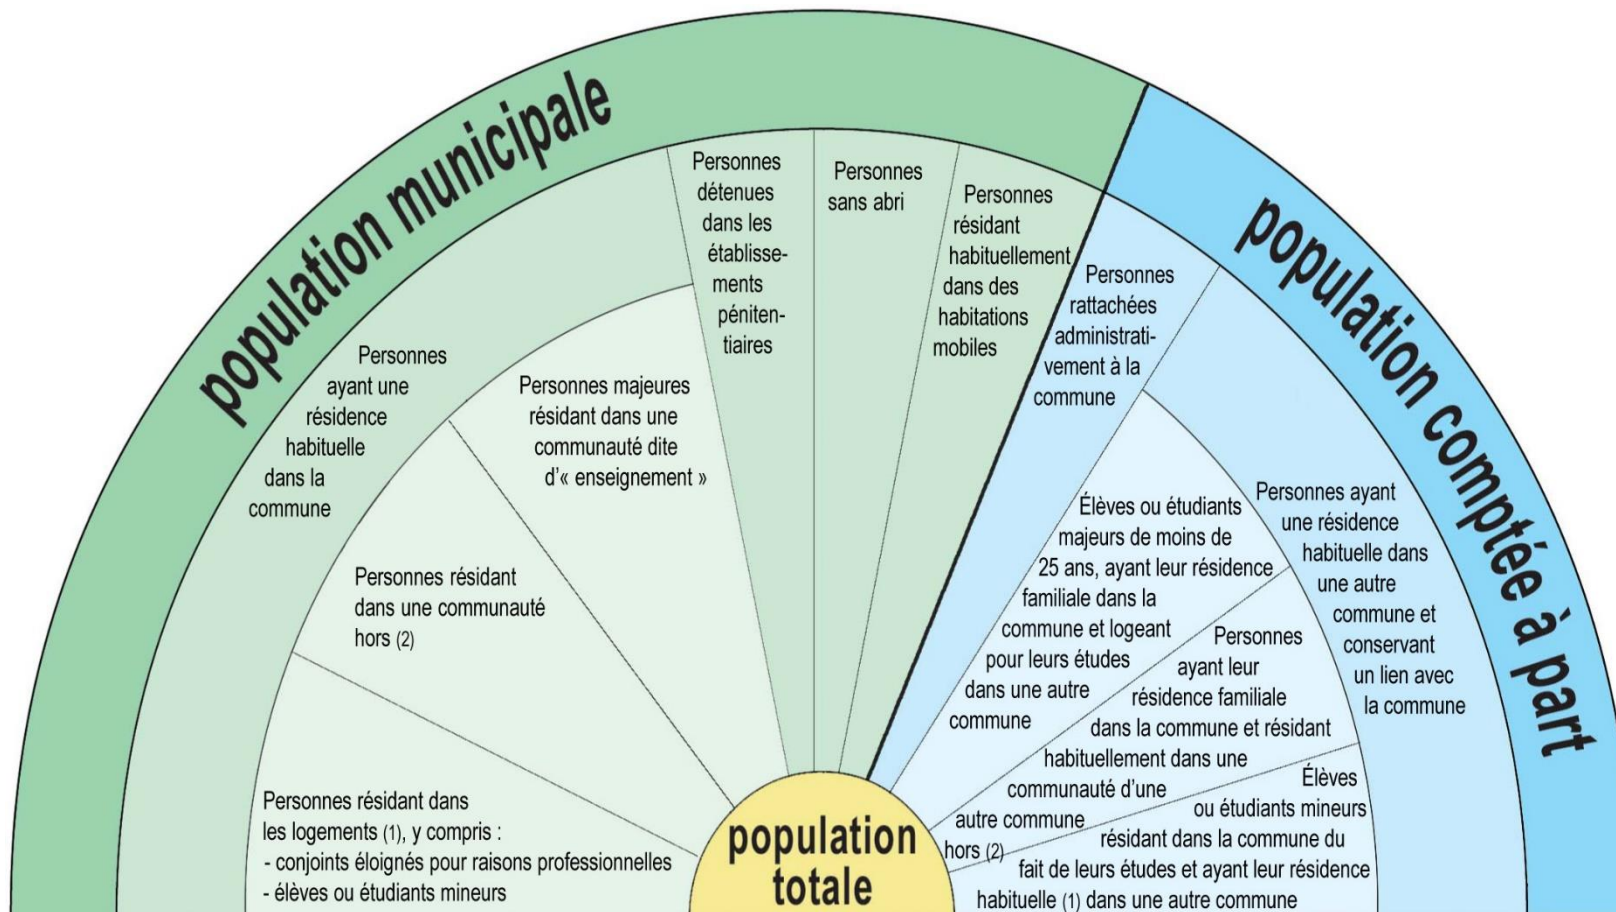 population municipale
Personnes
ayant une
résidence
habituelle
dans la
commune
Personnes résidant dans
les logements (1), y compris :
- conjoints éloignés pour raisons professionnelles
- élèves ou étudiants mineurs
Personnes résidant
dans une communauté
hors (2)
Personnes majeures
résidant dans une
communauté dite
d'« enseignement »
Personnes
détenues
dans les
établisse-
ments
péniten-
tiaires
Personnes
sans abri
Personnes
résidant
habituellement
dans des
habitations
mobiles
population comptée à part
Personnes
rattachées
administrati-
vement à la
commune
Personnes ayant
une résidence
habituelle dans
une autre
commune et
conservant
un lien avec
la commune
Élèves ou étudiants
majeurs de moins de
25 ans, ayant leur résidence
familiale dans la
commune et logeant
pour leurs études
dans une autre
commune
Personnes
ayant leur
résidence familiale
dans la commune et résidant
habituellement dans une
communauté d'une
autre commune
hors (2)
Élèves
ou étudiants mineurs
résidant dans la commune du
fait de leurs études et ayant leur résidence
habituelle (1) dans une autre commune
population
totale